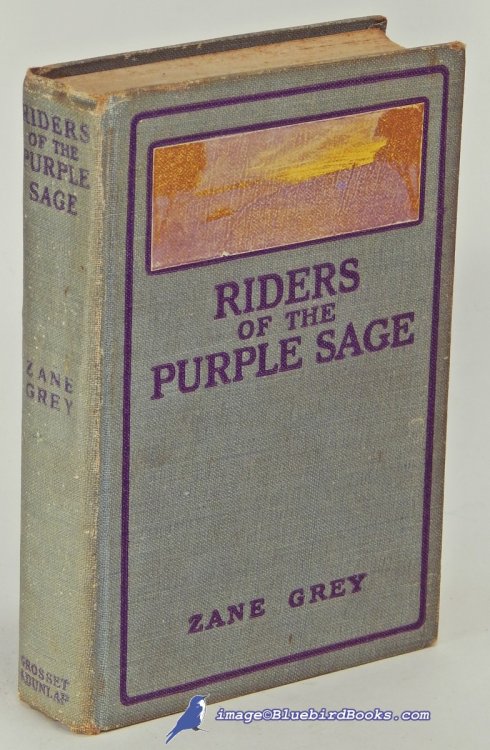 RIDERS
OF THE
PURPLE
SAGE
ZANE
GREY
GROSSET
&DUNLAP
RIDERS
OF THE
PURPLE SAGE
ZANE GREY
image©BluebirdBooks.com